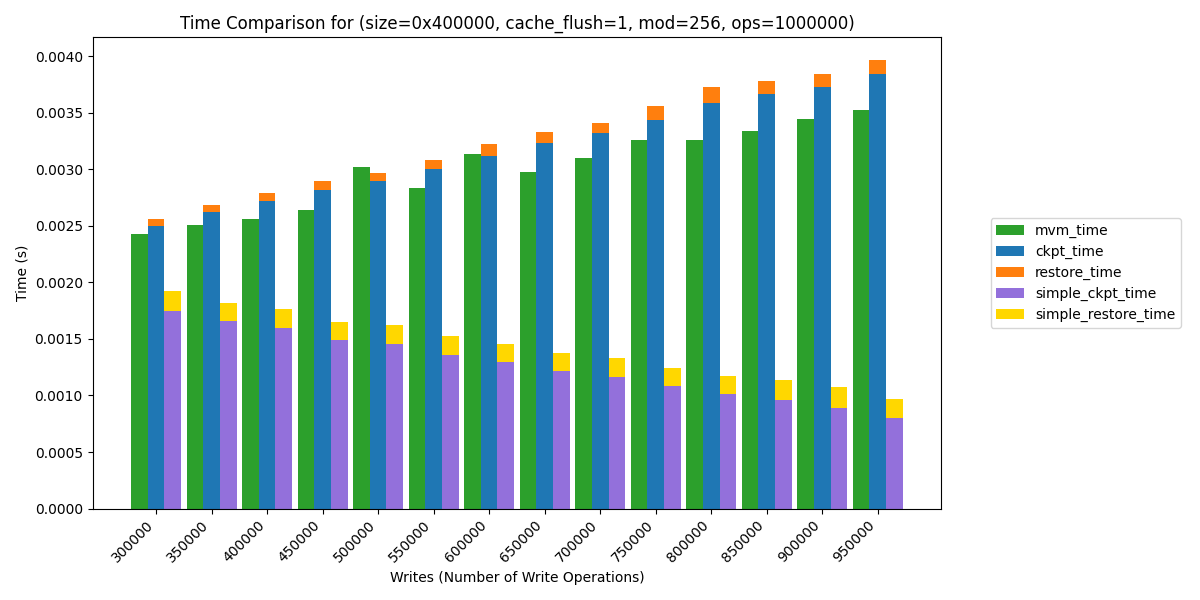 Time Comparison for (size=0x400000, cache_flush=1, mod=256, ops=1000000)
Time (s)
0.0040
0.0035
0.0030
0.0025
0.0020
0.0015
0.0010
0.0005
0.0000
300000
350000
400000
450000
500000
550000
600000
650000
700000
750000
800000
850000
900000
950000
Writes (Number of Write Operations)
mvm_time
ckpt_time
restore_time
simple_ckpt_time
simple_restore_time